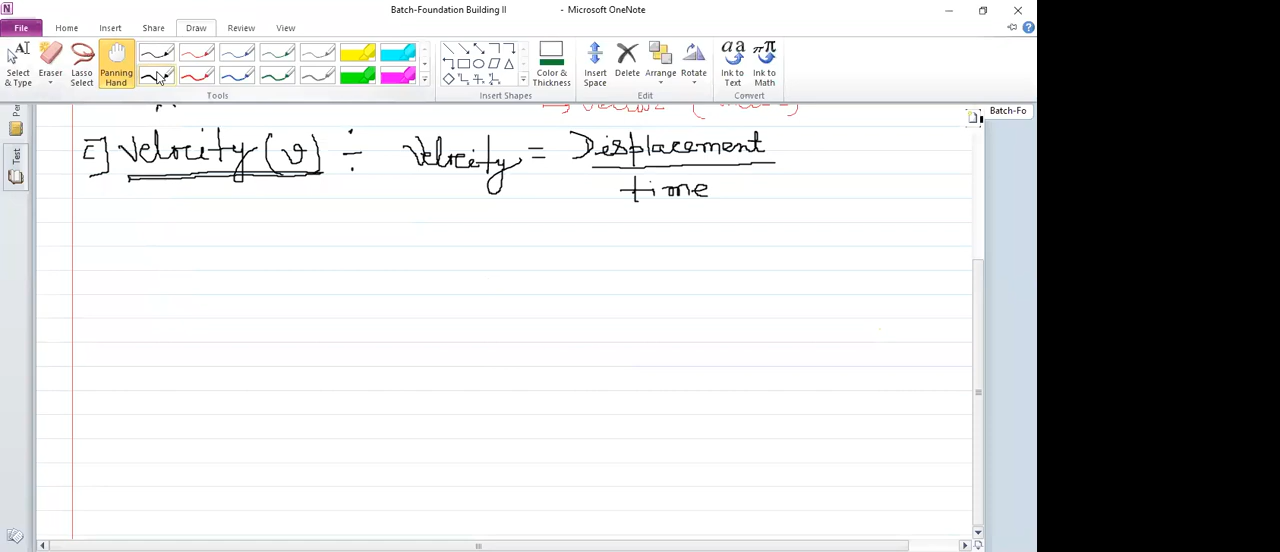 Batch-Foundation Building II - Microsoft OneNote
File Home Insert Share Draw Review View
Select & Type
Eraser
Lasso Select
Panning Hand
Insert Space
Delete
Arrange
Rotate
Color & Thickness
Ink to Text
Ink to Math
Tools
Insert Shapes
Edit
Convert
Batch-Fo
Test
E] Velocity (v) ÷ Velocity = Displacement
time